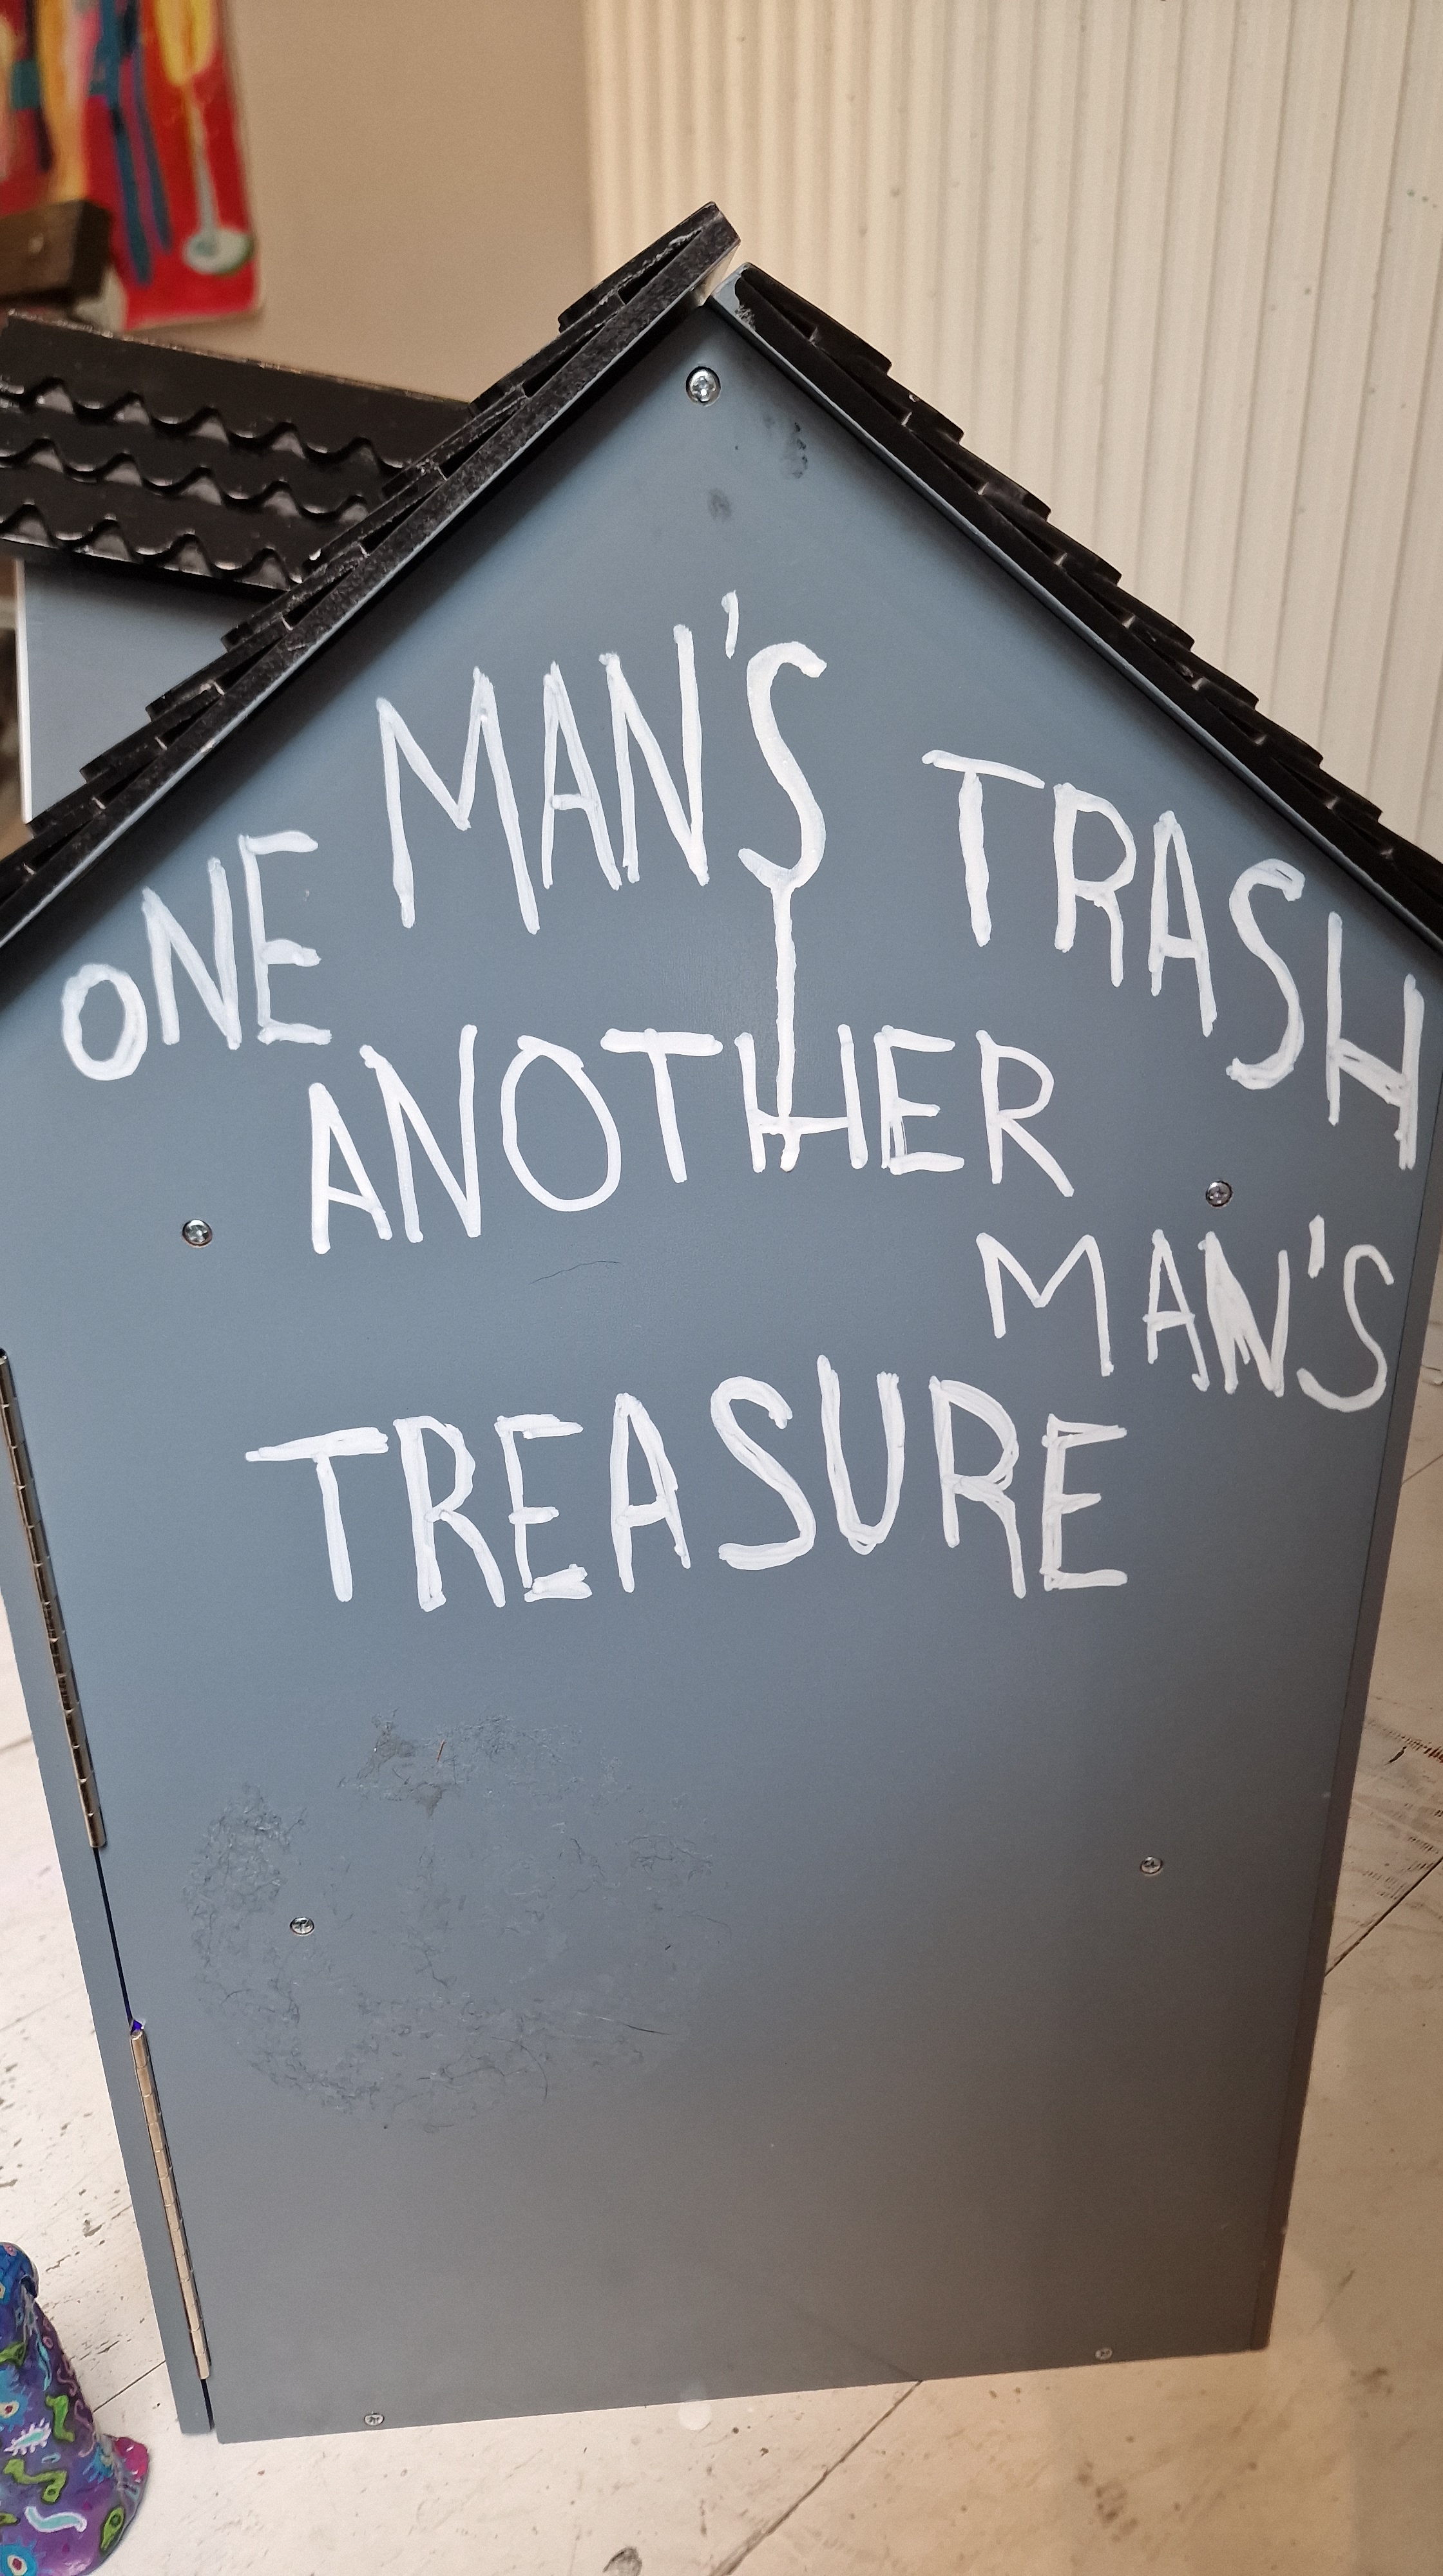 ONE MAN'S TRASH
ANOTHER
MAN'S
TREASURE